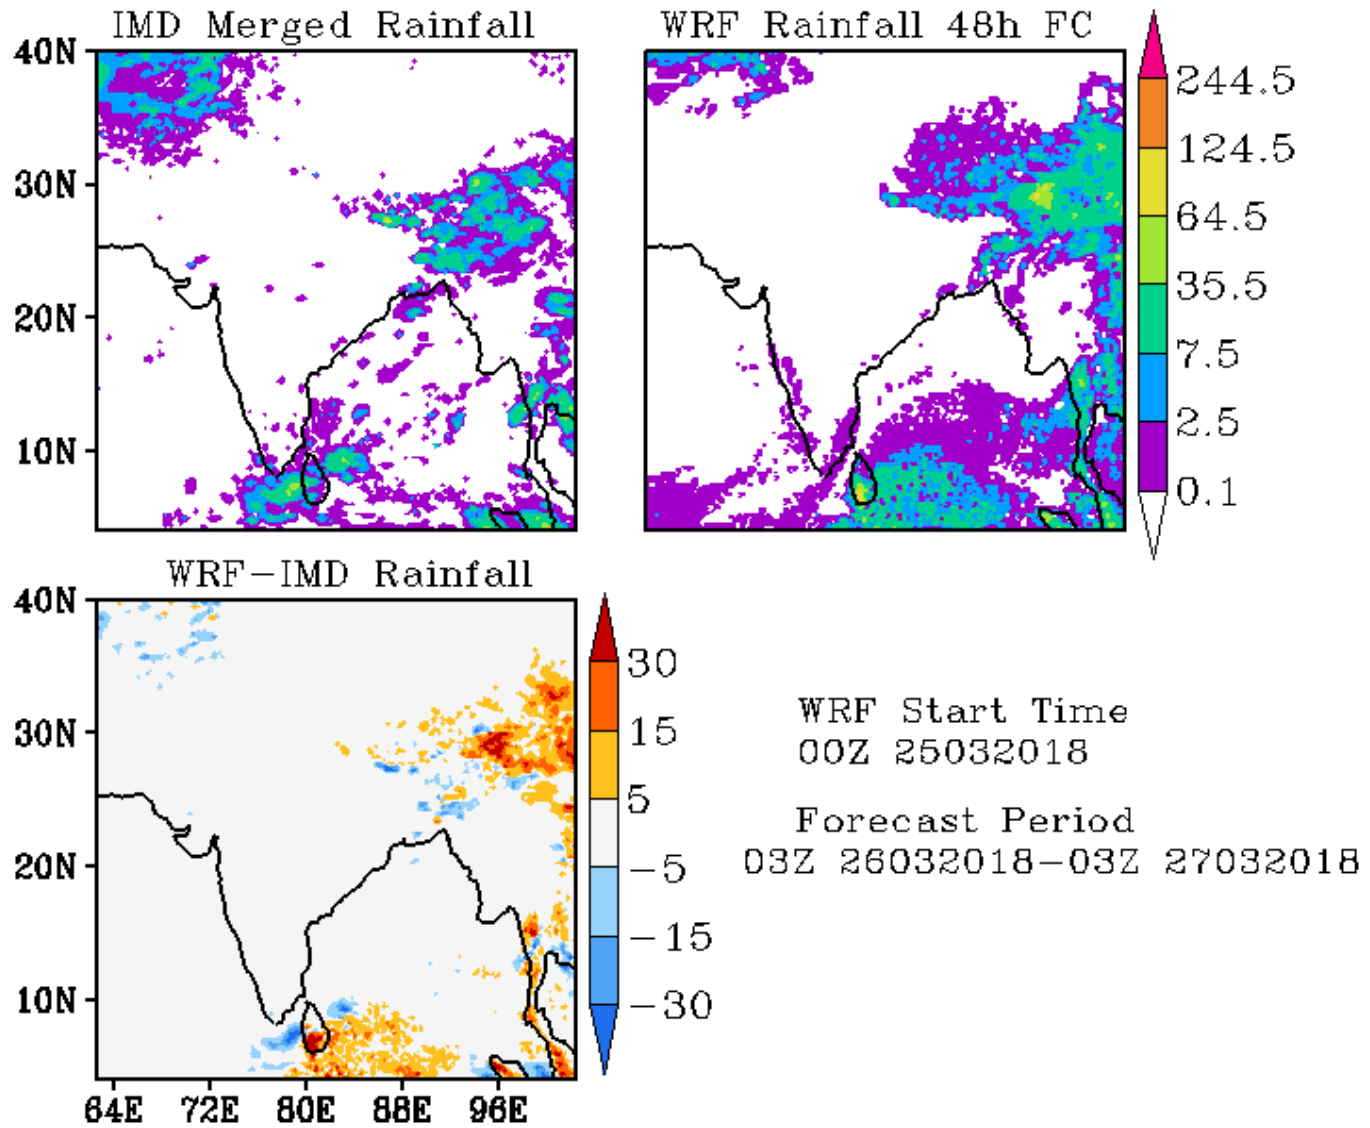 IMD Merged Rainfall
WRF Rainfall 48h FC
40N
30N
20N
10N
244.5
124.5
64.5
35.5
7.5
2.5
0.1
WRF-IMD Rainfall
40N
30N
20N
10N
64E 72E 80E 88E 96E
30
15
5
-5
-15
-30
WRF Start Time
00Z 25032018
Forecast Period
03Z 26032018-03Z 27032018